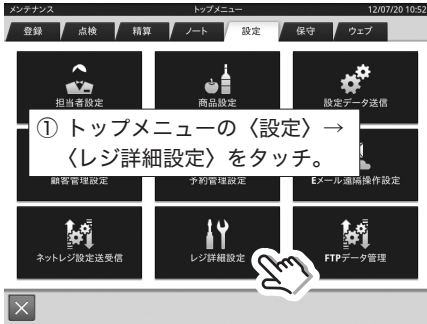 メンテナンス トップメニュー 12/07/20 10:52
登録 点検 精算 ノート 設定 保守 ウェブ
担当者設定 商品設定 設定データ送信
① トップメニューの〈設定〉→
〈レジ詳細設定〉をタッチ。
顧客管理設定 予約管理設定 Eメール遠隔操作設定
ネットレジ設定送受信 レジ詳細設定 FTPデータ管理